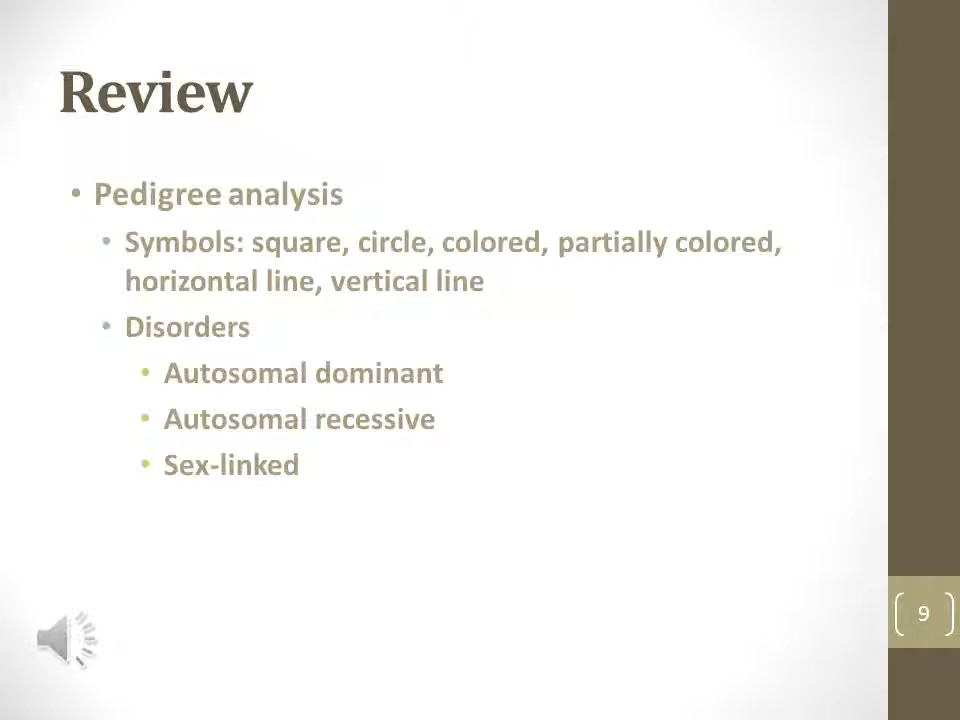 Review
• Pedigree analysis
• Symbols: square, circle, colored, partially colored,
horizontal line, vertical line
• Disorders
• Autosomal dominant
• Autosomal recessive
• Sex-linked
9